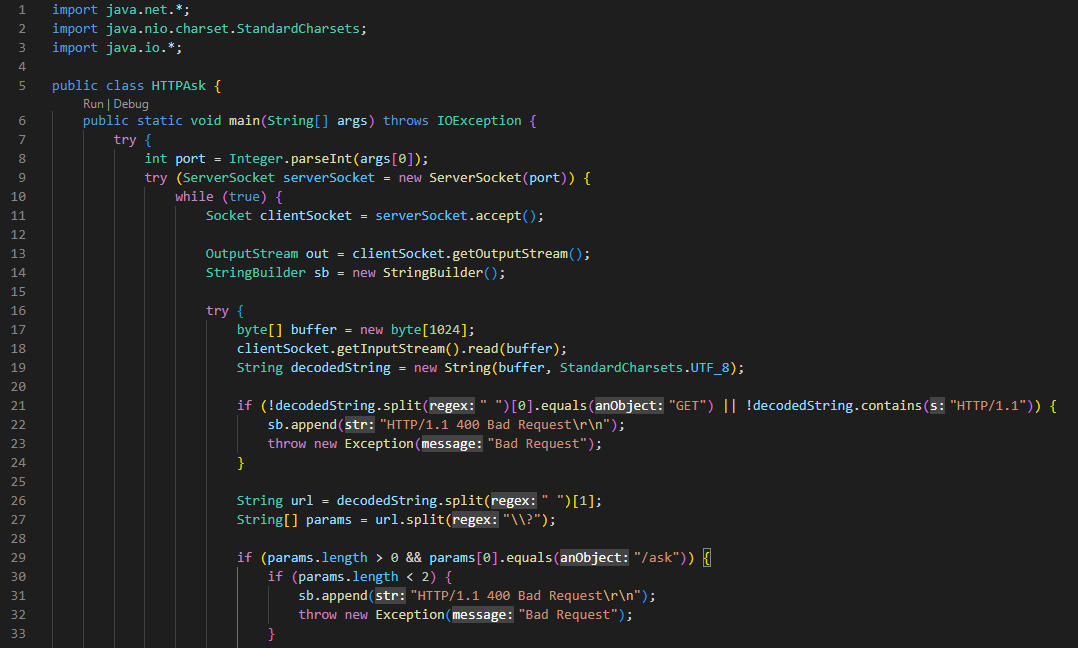 1 import java.net.*;
2 import java.nio.charset.StandardCharsets;
3 import java.io.*;
4
5 public class HTTPAsk {
Run | Debug
6 public static void main(String[] args) throws IOException {
7 try {
8 int port = Integer.parseInt(args[0]);
9 try (ServerSocket serverSocket = new ServerSocket(port)) {
10 while (true) {
11 Socket clientSocket = serverSocket.accept();
12
13 OutputStream out = clientSocket.getOutputStream();
14 StringBuilder sb = new StringBuilder();
15
16 try {
17 byte[] buffer = new byte[1024];
18 clientSocket.getInputStream().read(buffer);
19 String decodedString = new String(buffer, StandardCharsets.UTF_8);
20
21 if (!decodedString.split(regex: " ")[0].equals(anObject: "GET") || !decodedString.contains(s: "HTTP/1.1")) {
22 sb.append(str: "HTTP/1.1 400 Bad Request\r\n");
23 throw new Exception(message: "Bad Request");
24 }
25
26 String url = decodedString.split(regex: " ")[1];
27 String[] params = url.split(regex: "\\?");
28
29 if (params.length > 0 && params[0].equals(anObject: "/ask")) {
30 if (params.length < 2) {
31 sb.append(str: "HTTP/1.1 400 Bad Request\r\n");
32 throw new Exception(message: "Bad Request");
33 }